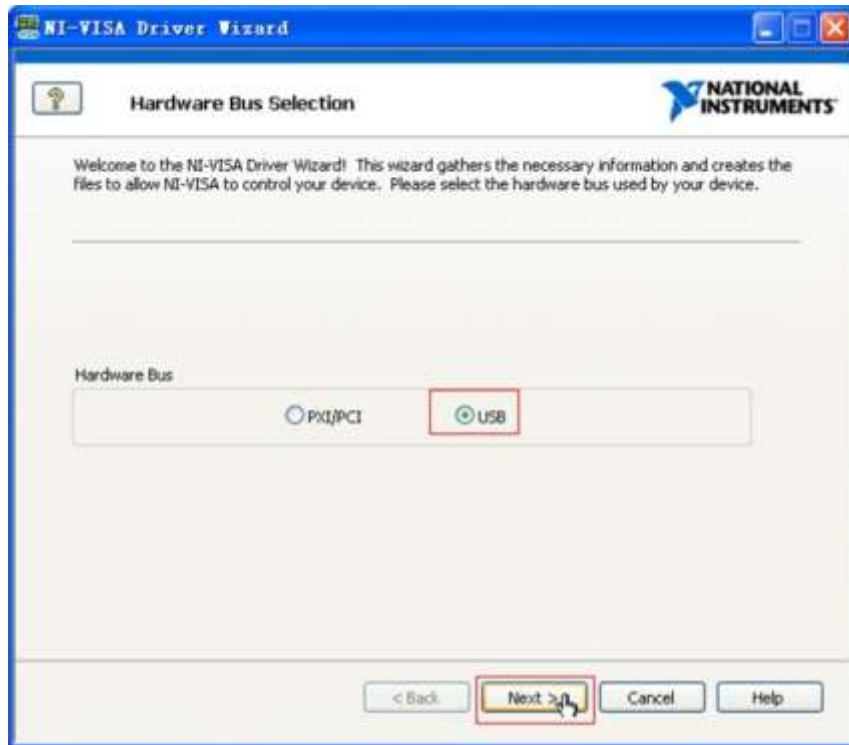 NI-VISA Driver Wizard
Hardware Bus Selection
NATIONAL
INSTRUMENTS
Welcome to the NI-VISA Driver Wizard! This wizard gathers the necessary information and creates the
files to allow NI-VISA to control your device. Please select the hardware bus used by your device.
Hardware Bus
PXI/PCI
USB
< Back
Next >
Cancel
Help